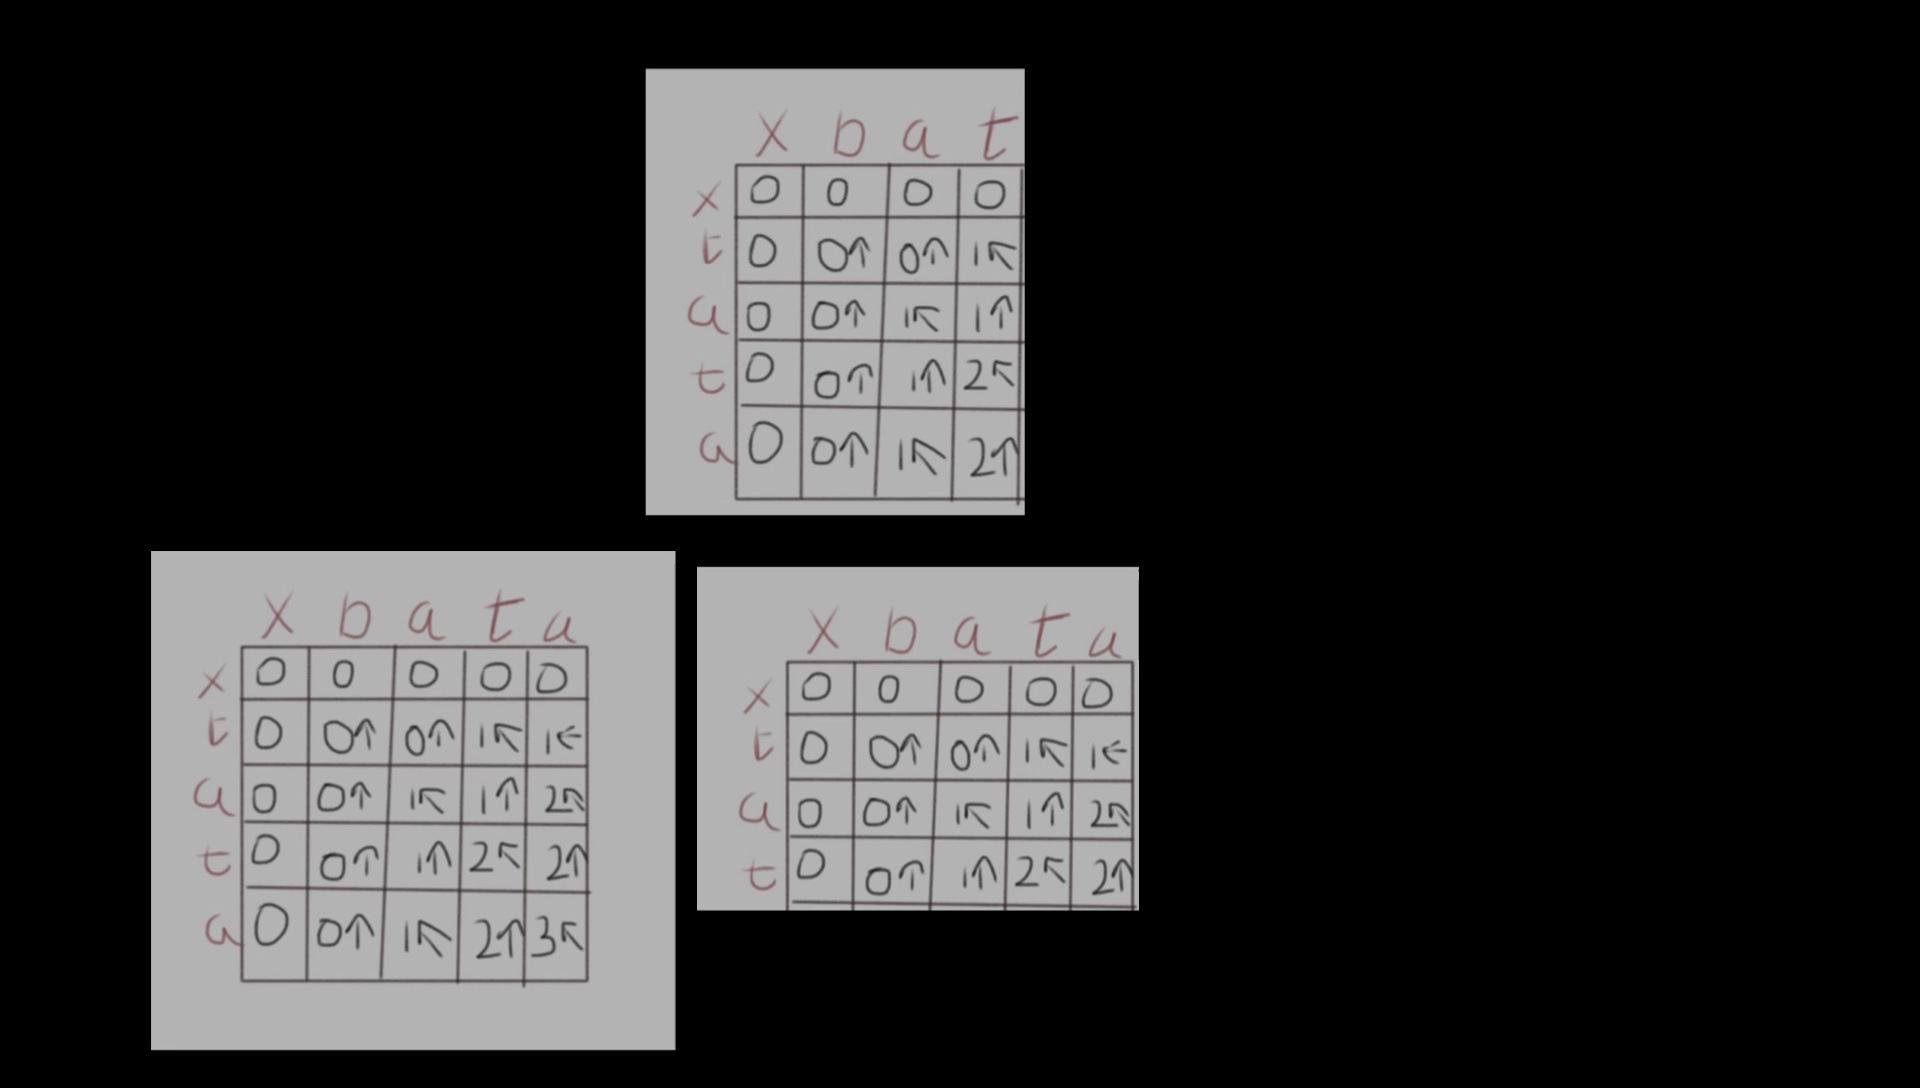 x b a t
x 0 0 0 0
t 0 0↑ 0↑ 1↖
a 0 0↑ 1↖ 1↑
t 0 0↑ 1↑ 2↖
a 0 0↑ 1↖ 2↑
x b a t a
x 0 0 0 0 0
t 0 0↑ 0↑ 1↖ 1←
a 0 0↑ 1↖ 1↑ 2↖
t 0 0↑ 1↑ 2↖ 2↑
a 0 0↑ 1↖ 2↑ 3↖
x b a t a
x 0 0 0 0 0
t 0 0↑ 0↑ 1↖ 1←
a 0 0↑ 1↖ 1↑ 2↖
t 0 0↑ 1↑ 2↖ 2↑